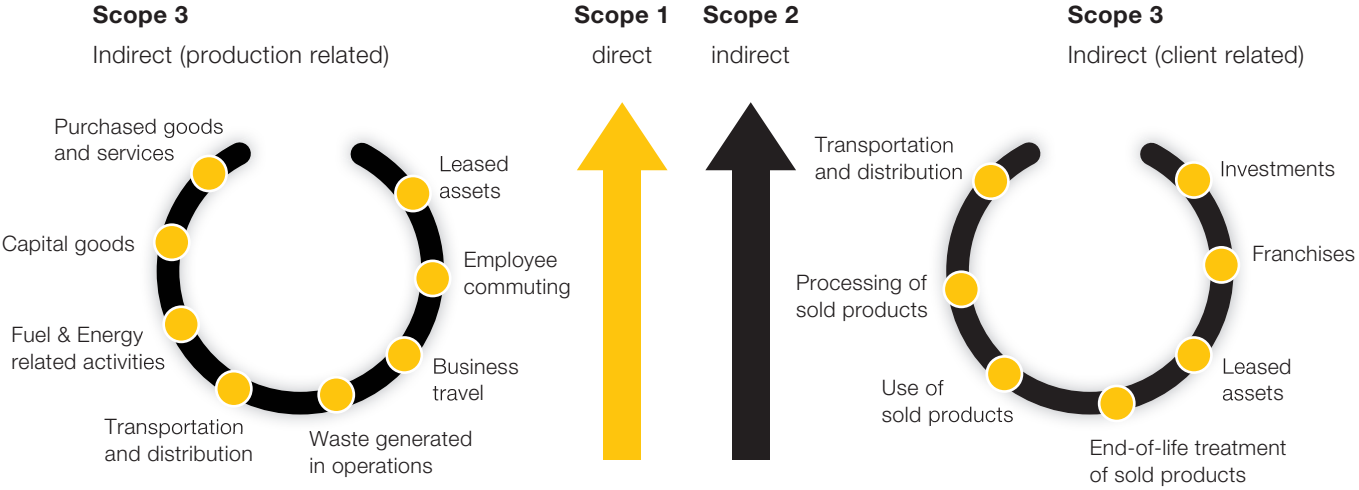 Scope 3
Indirect (production related)
Purchased goods
and services
Capital goods
Fuel & Energy
related activities
Transportation
and distribution
Waste generated
in operations
Business
travel
Employee
commuting
Leased
assets
Scope 1
direct
Scope 2
indirect
Scope 3
Indirect (client related)
Transportation
and distribution
Processing of
sold products
Use of
sold products
End-of-life treatment
of sold products
Leased
assets
Franchises
Investments